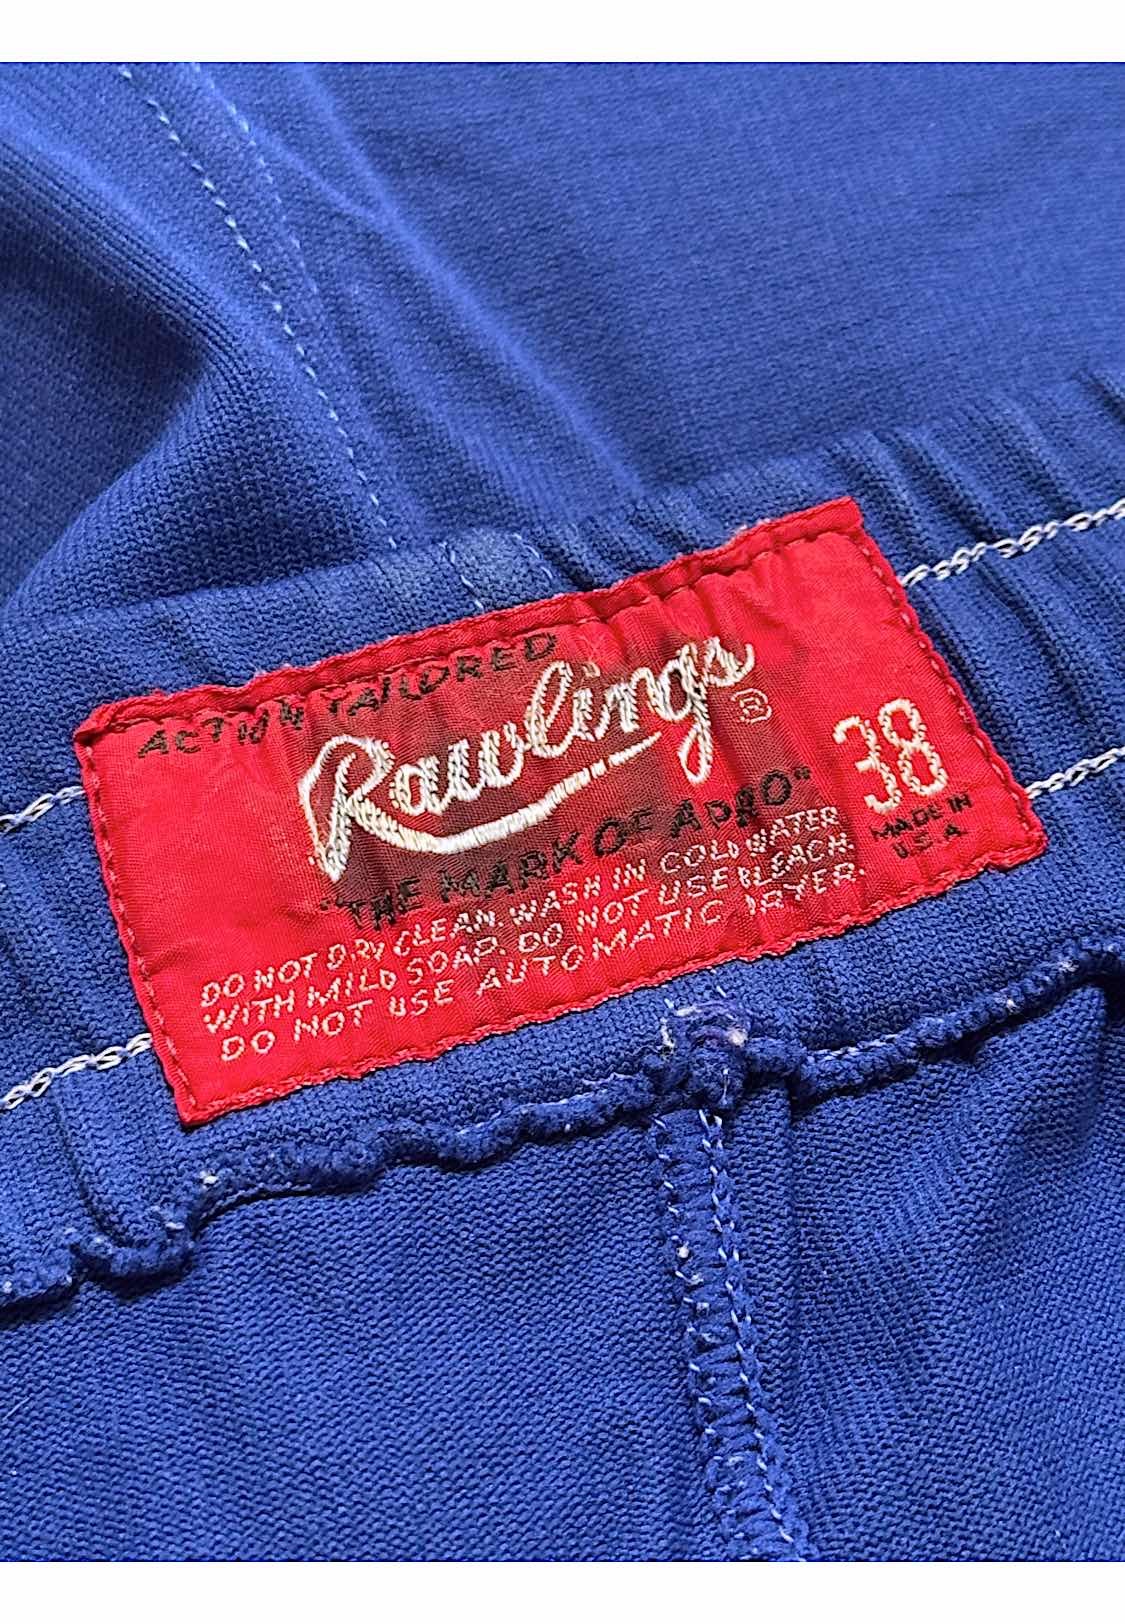 ACTION TAILORED
Rawlings ®
38
"THE MARK OF A PRO"
MADE IN
U.S.A.
DO NOT DRY CLEAN. WASH IN COLD WATER
WITH MILD SOAP. DO NOT USE BLEACH.
DO NOT USE AUTOMATIC DRYER.